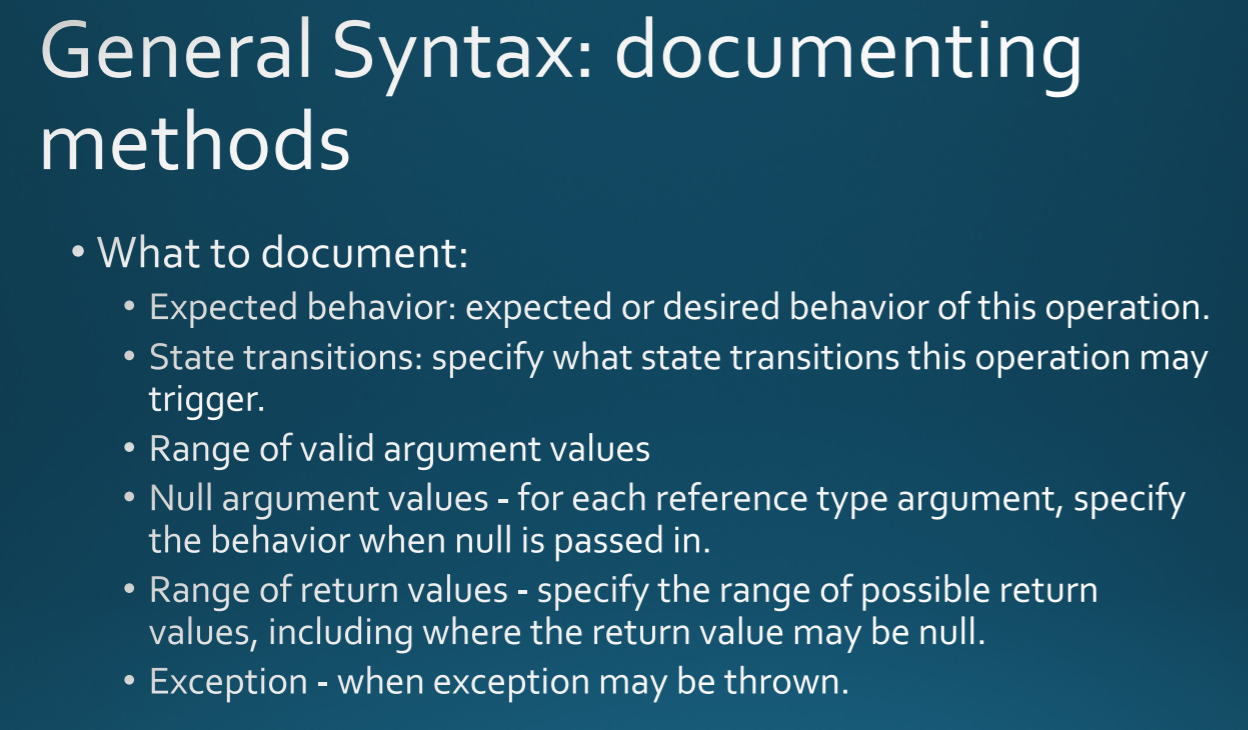 General Syntax: documenting
methods
• What to document:
• Expected behavior: expected or desired behavior of this operation.
• State transitions: specify what state transitions this operation may
trigger.
• Range of valid argument values
• Null argument values - for each reference type argument, specify
the behavior when null is passed in.
• Range of return values - specify the range of possible return
values, including where the return value may be null.
• Exception - when exception may be thrown.